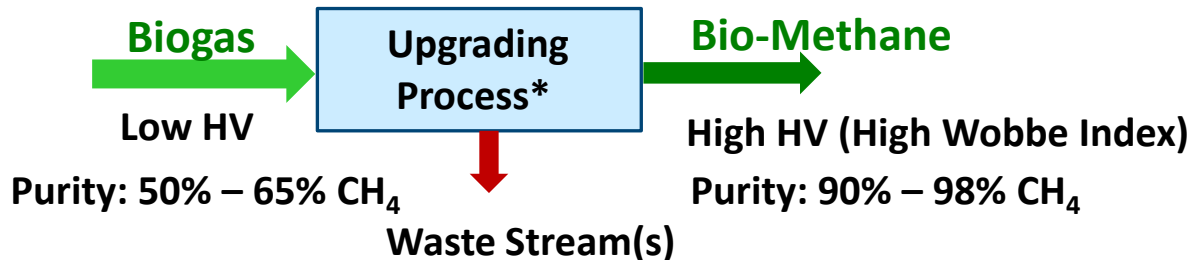 Biogas
Upgrading
Process*
Bio-Methane
Low HV
High HV (High Wobbe Index)
Purity: 50% – 65% CH₄
Purity: 90% – 98% CH₄
Waste Stream(s)